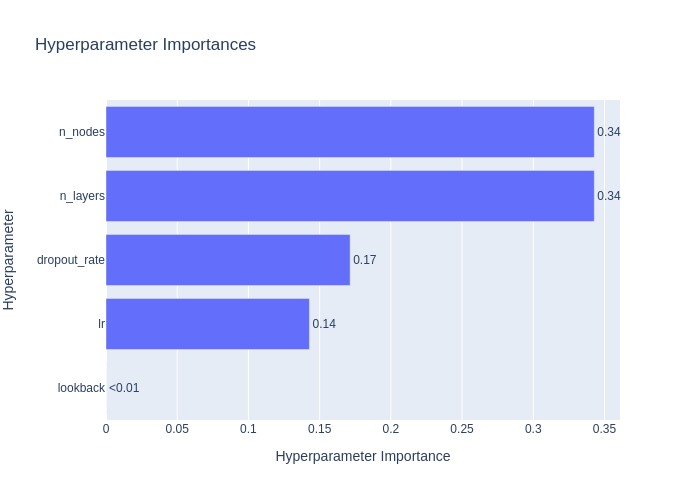 Hyperparameter Importances
Hyperparameter
n_nodes 0.34
n_layers 0.34
dropout_rate 0.17
lr 0.14
lookback <0.01
0 0.05 0.1 0.15 0.2 0.25 0.3 0.35
Hyperparameter Importance